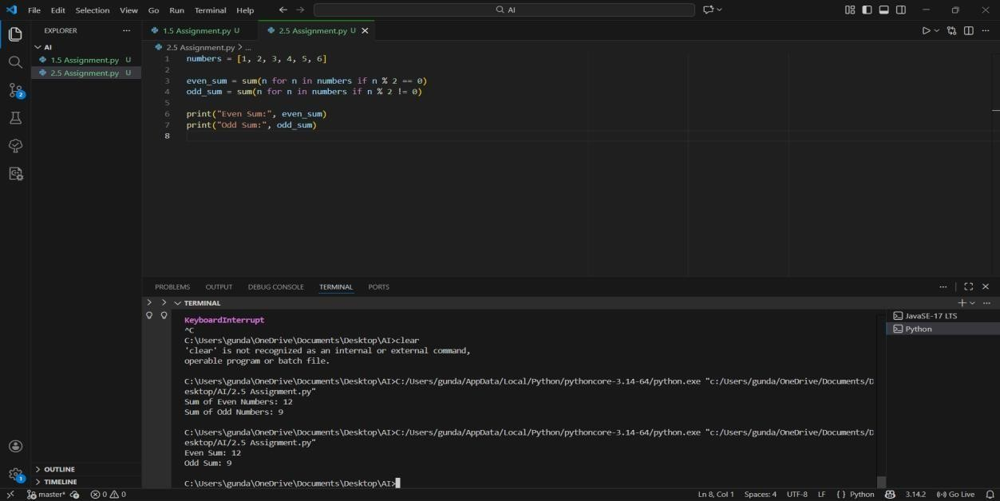 File Edit Selection View Go Run Terminal Help
AI
EXPLORER
AI
1.5 Assignment.py U
2.5 Assignment.py U
1.5 Assignment.py U
2.5 Assignment.py U
2.5 Assignment.py > ...
1 numbers = [1, 2, 3, 4, 5, 6]
2
3 even_sum = sum(n for n in numbers if n % 2 == 0)
4 odd_sum = sum(n for n in numbers if n % 2 != 0)
5
6 print("Even Sum:", even_sum)
7 print("Odd Sum:", odd_sum)
8
2
PROBLEMS OUTPUT DEBUG CONSOLE TERMINAL PORTS
TERMINAL
KeyboardInterrupt
^C
C:\Users\gunda\OneDrive\Documents\Desktop\AI>clear
'clear' is not recognized as an internal or external command,
operable program or batch file.
C:\Users\gunda\OneDrive\Documents\Desktop\AI>C:/Users/gunda/AppData/Local/Python/pythoncore-3.14-64/python.exe "c:/Users/gunda/OneDrive/Documents/D
esktop/AI/2.5 Assignment.py"
Sum of Even Numbers: 12
Sum of Odd Numbers: 9
C:\Users\gunda\OneDrive\Documents\Desktop\AI>C:/Users/gunda/AppData/Local/Python/pythoncore-3.14-64/python.exe "c:/Users/gunda/OneDrive/Documents/D
esktop/AI/2.5 Assignment.py"
Even Sum: 12
Odd Sum: 9
C:\Users\gunda\OneDrive\Documents\Desktop\AI>
JavaSE-17 LTS
Python
OUTLINE
TIMELINE
1
master* 0 0
Ln 8, Col 1 Spaces: 4 UTF-8 LF { } Python 3.14.2 Go Live